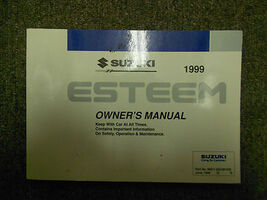 SUZUKI 1999
ESTEEM
OWNER'S MANUAL
Keep With Car At All Times.
Contains Important Information
On Safety, Operation & Maintenance.
SUZUKI